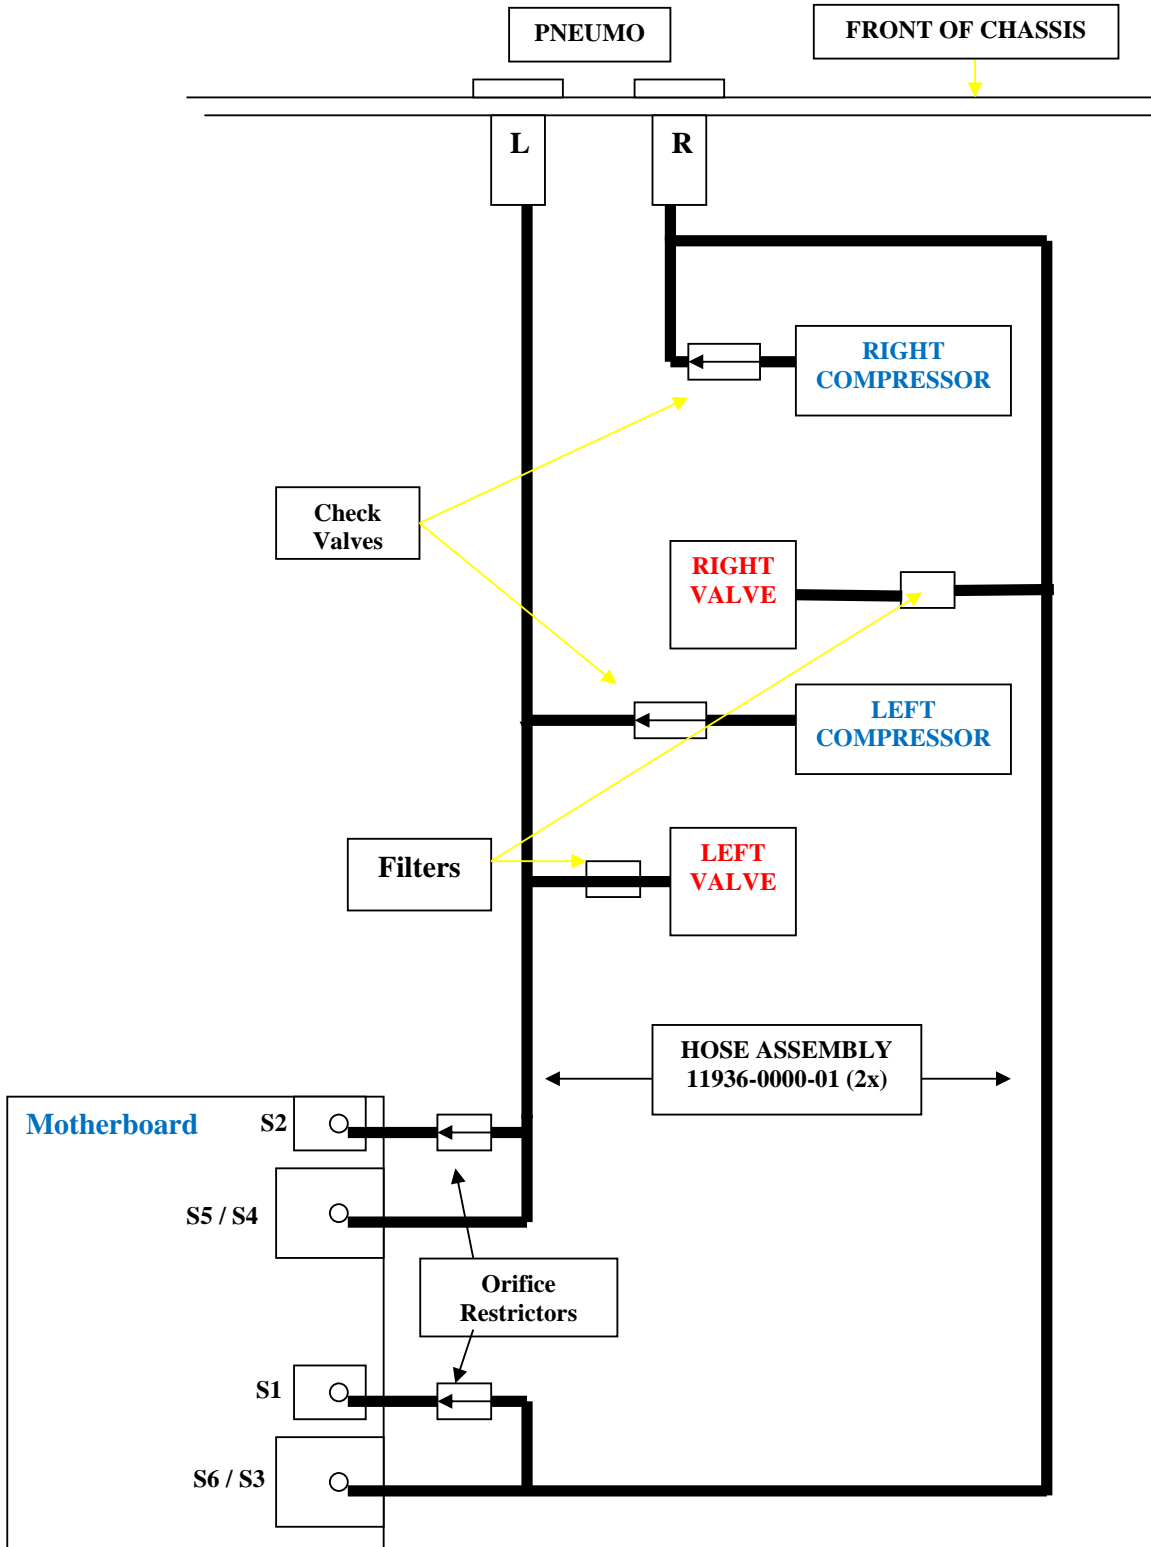 PNEUMO
FRONT OF CHASSIS
L
R
RIGHT
COMPRESSOR
Check
Valves
RIGHT
VALVE
LEFT
COMPRESSOR
Filters
LEFT
VALVE
HOSE ASSEMBLY
11936-0000-01 (2x)
Motherboard
S2
S5 / S4
Orifice
Restrictors
S1
S6 / S3